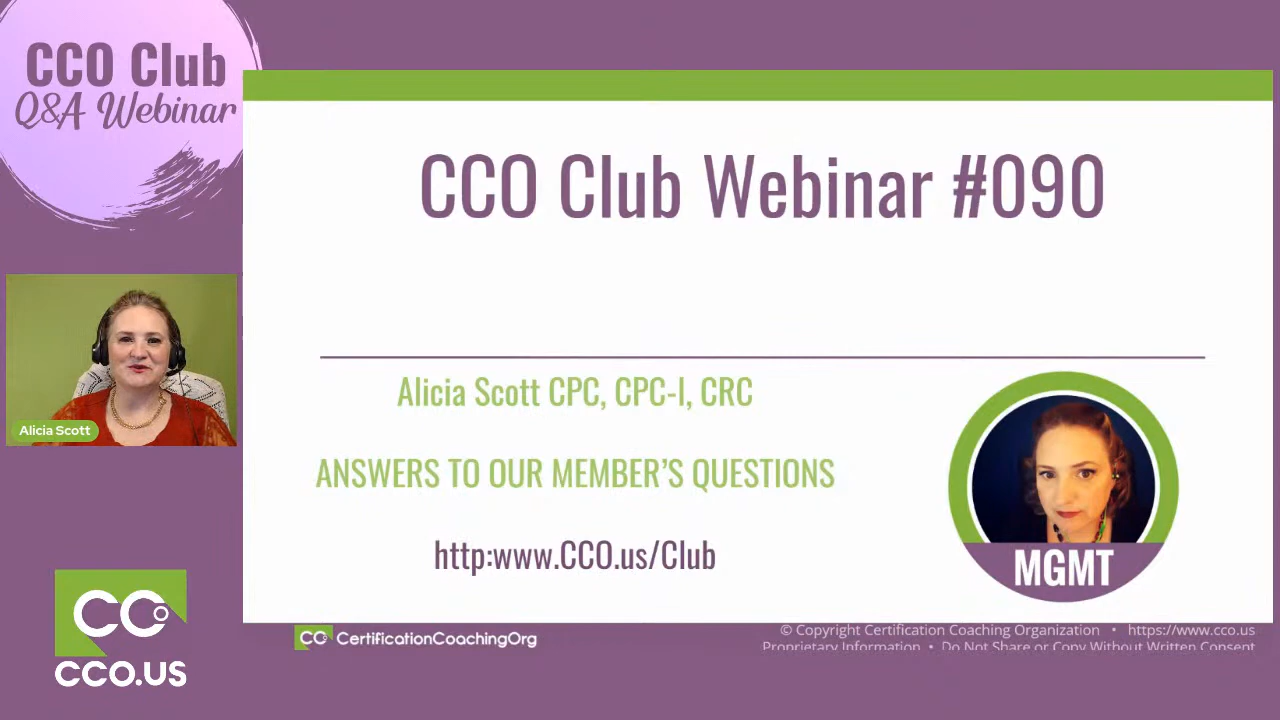 CCO Club
Q&A Webinar
CCO Club Webinar #090
Alicia Scott CPC, CPC-I, CRC
ANSWERS TO OUR MEMBER'S QUESTIONS
http:www.CCO.us/Club
MGMT
Alicia Scott
CCO
CCO.US
CCO CertificationCoachingOrg
© Copyright Certification Coaching Organization • https://www.cco.us
Proprietary Information • Do Not Share or Copy Without Written Consent